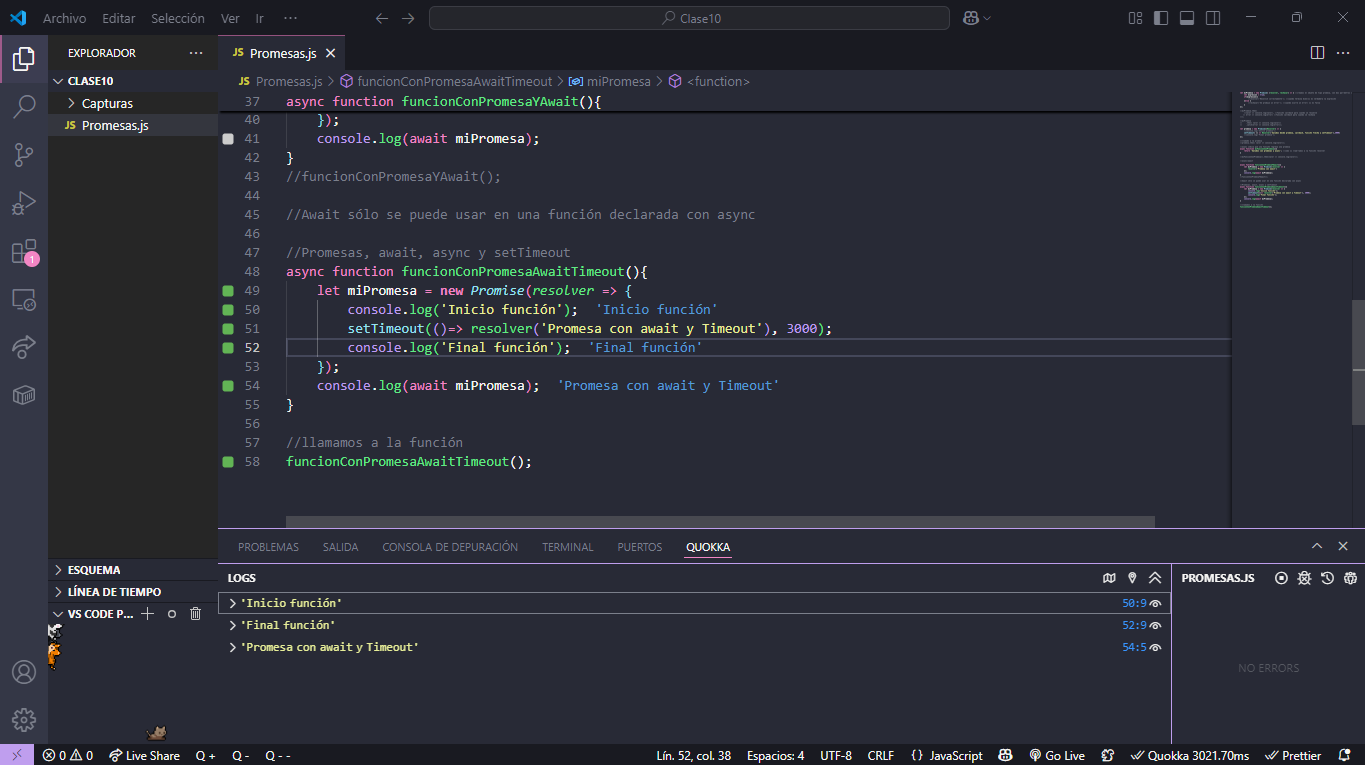 Archivo Editar Selección Ver Ir ··· Clase10
EXPLORADOR ···
CLASE10
Capturas
JS Promesas.js
JS Promesas.js
JS Promesas.js > funcionConPromesaAwaitTimeout > miPromesa > <function>
37 async function funcionConPromesaYAwait(){
40 });
41 console.log(await miPromesa);
42 }
43 //funcionConPromesaYAwait();
44
45 //Await sólo se puede usar en una función declarada con async
46
47 //Promesas, await, async y setTimeout
48 async function funcionConPromesaAwaitTimeout(){
49 let miPromesa = new Promise(resolver => {
50 console.log('Inicio función'); 'Inicio función'
51 setTimeout(()=> resolver('Promesa con await y Timeout'), 3000);
52 console.log('Final función'); 'Final función'
53 });
54 console.log(await miPromesa); 'Promesa con await y Timeout'
55 }
56
57 //llamamos a la función
58 funcionConPromesaAwaitTimeout();
1
ESQUEMA
LÍNEA DE TIEMPO
VS CODE P...
PROBLEMAS SALIDA CONSOLA DE DEPURACIÓN TERMINAL PUERTOS QUOKKA
LOGS
'Inicio función' 50:9
'Final función' 52:9
'Promesa con await y Timeout' 54:5
PROMESAS.JS
NO ERRORS
0 0 Live Share Q + Q - Q - - Lín. 52, col. 38 Espacios: 4 UTF-8 CRLF {} JavaScript Go Live Quokka 3021.70ms Prettier